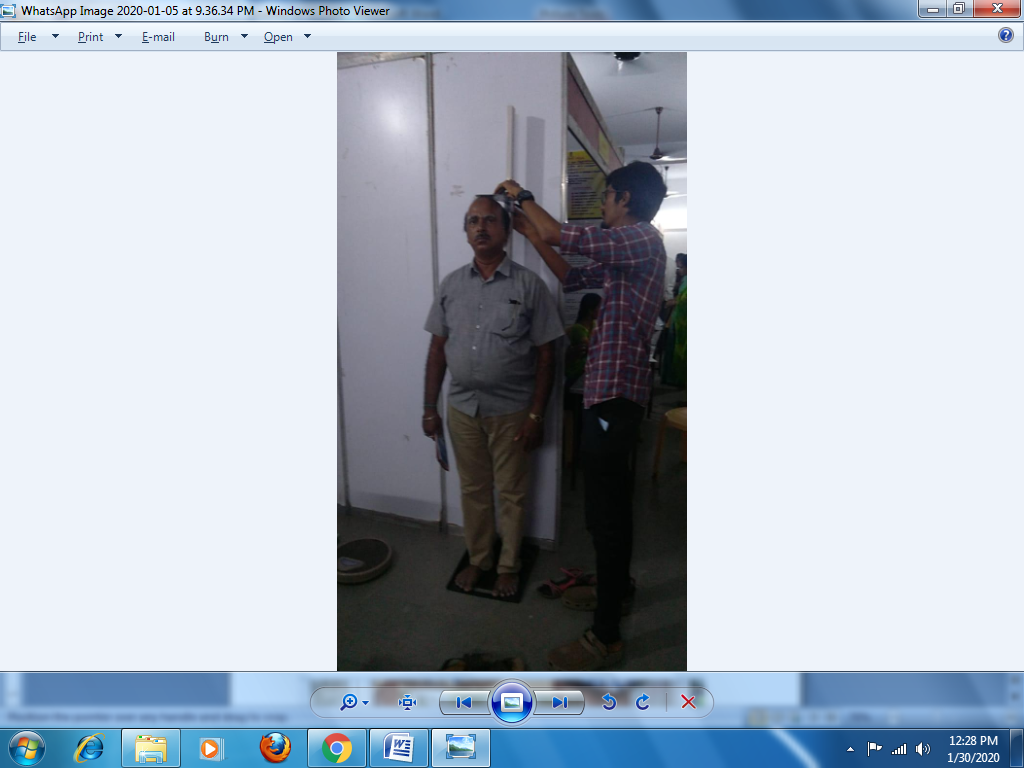 WhatsApp Image 2020-01-05 at 9.36.34 PM - Windows Photo Viewer
File Print E-mail Burn Open
12:28 PM
1/30/2020